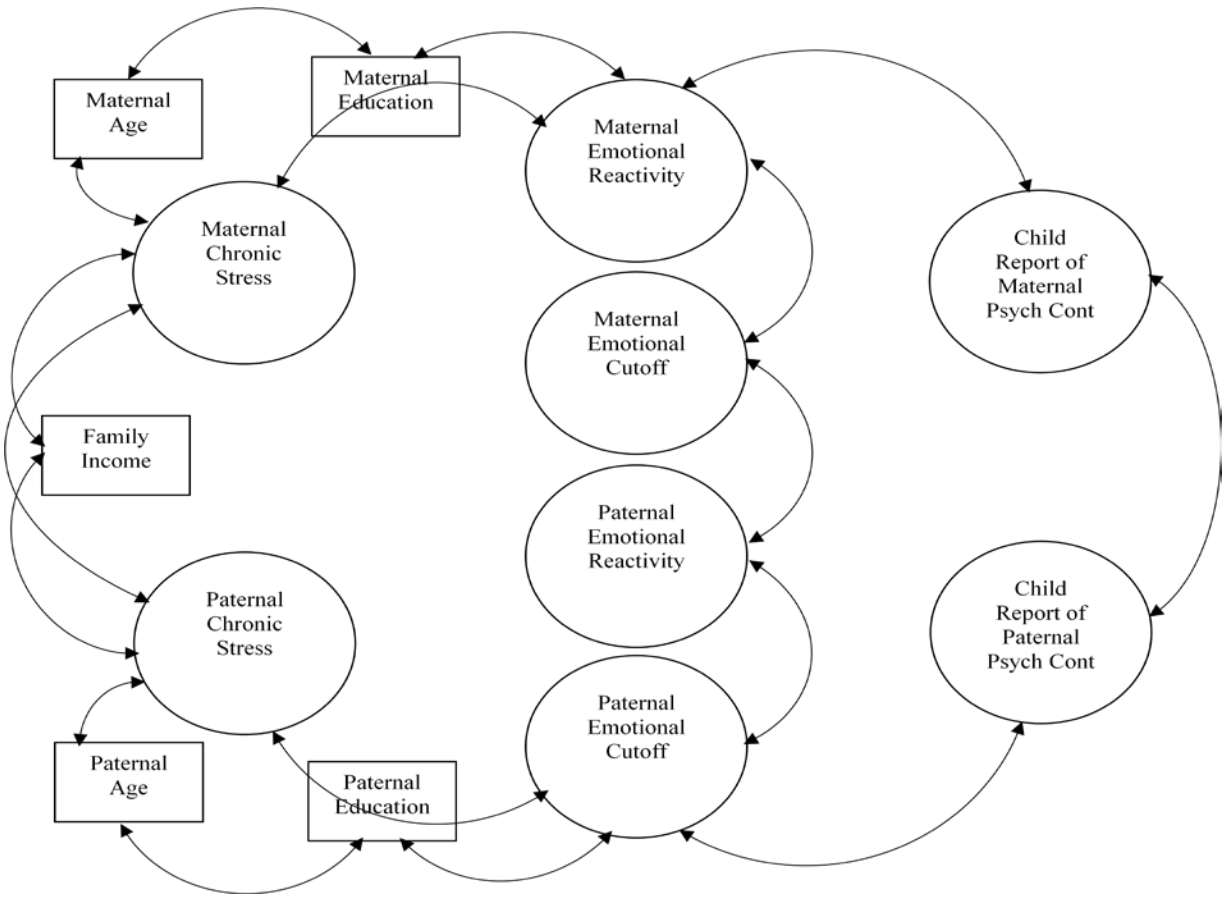 Maternal
Age
Maternal
Education
Maternal
Emotional
Reactivity
Maternal
Chronic
Stress
Child
Report of
Maternal
Psych Cont
Maternal
Emotional
Cutoff
Family
Income
Paternal
Emotional
Reactivity
Paternal
Chronic
Stress
Child
Report of
Paternal
Psych Cont
Paternal
Emotional
Cutoff
Paternal
Age
Paternal
Education